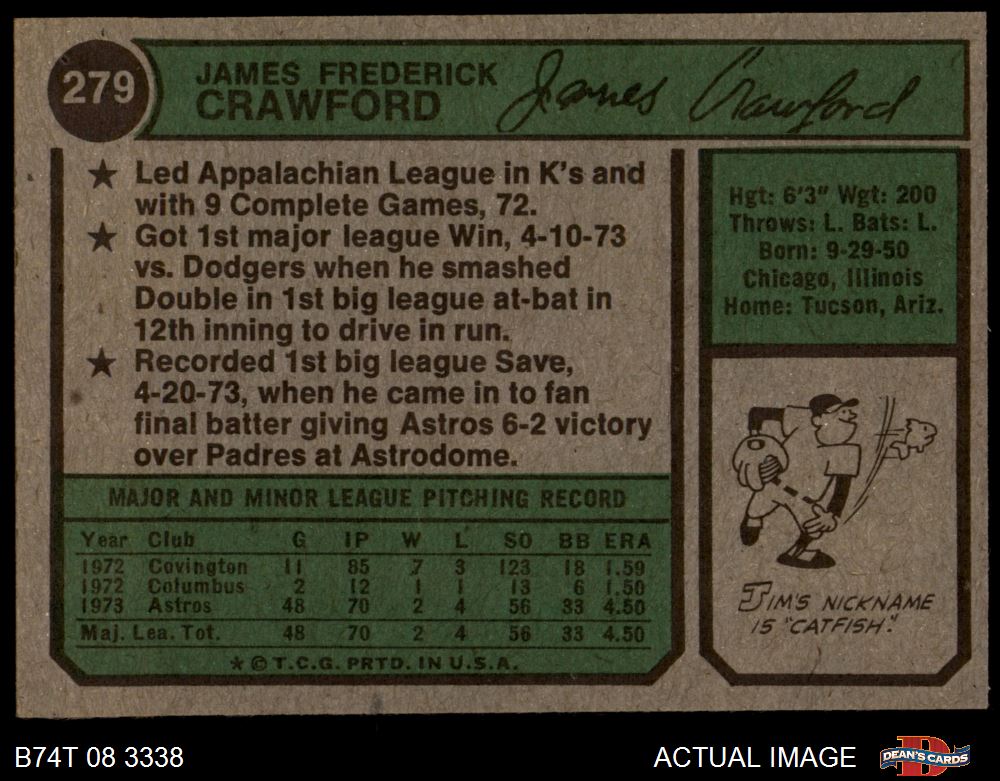 279
JAMES FREDERICK
CRAWFORD
James Crawford
★ Led Appalachian League in K's and
with 9 Complete Games, 72.
★ Got 1st major league Win, 4-10-73
vs. Dodgers when he smashed
Double in 1st big league at-bat in
12th inning to drive in run.
★ Recorded 1st big league Save,
4-20-73, when he came in to fan
final batter giving Astros 6-2 victory
over Padres at Astrodome.
Hgt: 6'3" Wgt: 200
Throws: L. Bats: L.
Born: 9-29-50
Chicago, Illinois
Home: Tucson, Ariz.
MAJOR AND MINOR LEAGUE PITCHING RECORD
Year Club G IP W L SO BB ERA
1972 Covington 11 85 7 3 123 18 1.59
1972 Columbus 2 12 1 1 13 6 1.50
1973 Astros 48 70 2 4 56 33 4.50
Maj. Lea. Tot. 48 70 2 4 56 33 4.50
★ © T.C.G. PRTD. IN U.S.A.
JIM'S NICKNAME
IS "CATFISH."
B74T 08 3338
ACTUAL IMAGE
DEAN'S CARDS